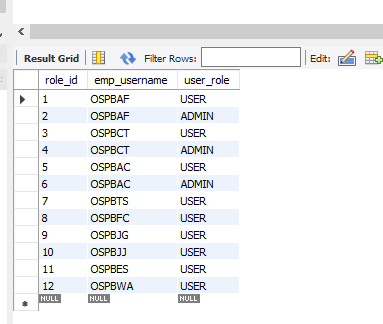 Result Grid Filter Rows: Edit:
role_id emp_username user_role
1 OSPBAF USER
2 OSPBAF ADMIN
3 OSPBCT USER
4 OSPBCT ADMIN
5 OSPBAC USER
6 OSPBAC ADMIN
7 OSPBTS USER
8 OSPBFC USER
9 OSPBJG USER
10 OSPBJJ USER
11 OSPBES USER
12 OSPBWA USER
NULL NULL NULL